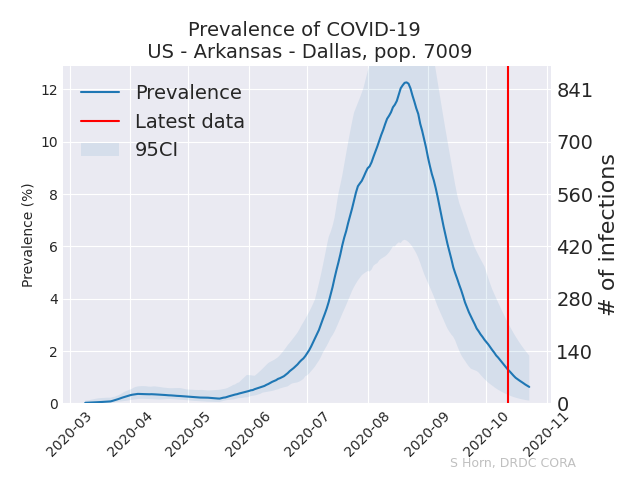 Prevalence of COVID-19
US - Arkansas - Dallas, pop. 7009
Prevalence
Latest data
95CI
Prevalence (%)
12
10
8
6
4
2
0
841
700
560
420
280
140
0
# of infections
2020-03
2020-04
2020-05
2020-06
2020-07
2020-08
2020-09
2020-10
2020-11
S Horn, DRDC CORA